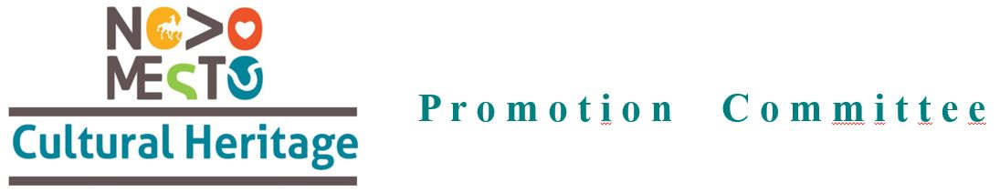 NOVO
MESTO
Cultural Heritage
Promotion Committee